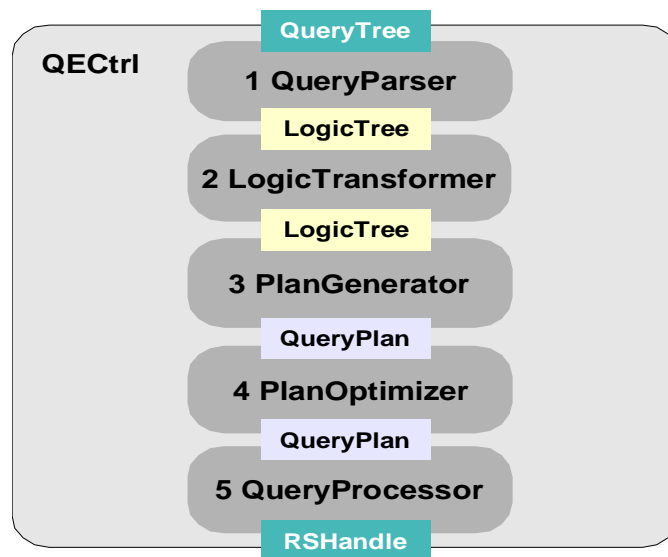 QueryTree
QECtrl
1 QueryParser
LogicTree
2 LogicTransformer
LogicTree
3 PlanGenerator
QueryPlan
4 PlanOptimizer
QueryPlan
5 QueryProcessor
RSHandle